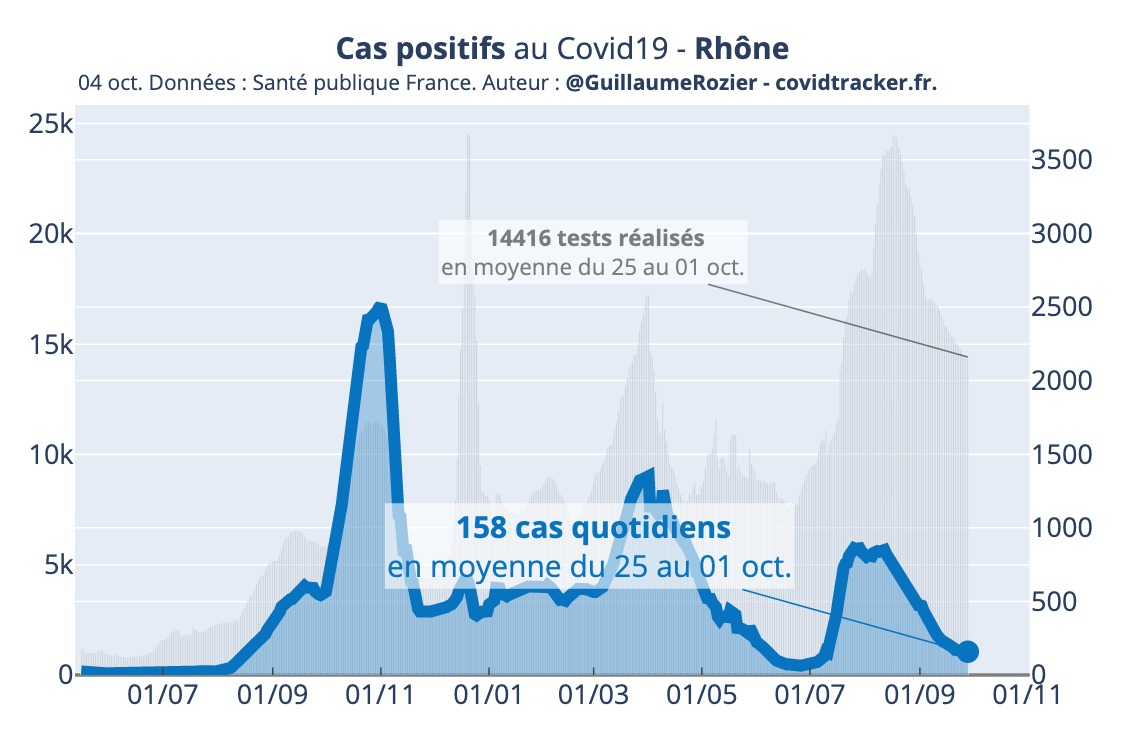 Cas positifs au Covid19 - Rhône
04 oct. Données : Santé publique France. Auteur : @GuillaumeRozier - covidtracker.fr.
25k
20k
15k
10k
5k
0
3500
3000
2500
2000
1500
1000
500
0
14416 tests réalisés
en moyenne du 25 au 01 oct.
158 cas quotidiens
en moyenne du 25 au 01 oct.
01/07 01/09 01/11 01/01 01/03 01/05 01/07 01/09 01/11